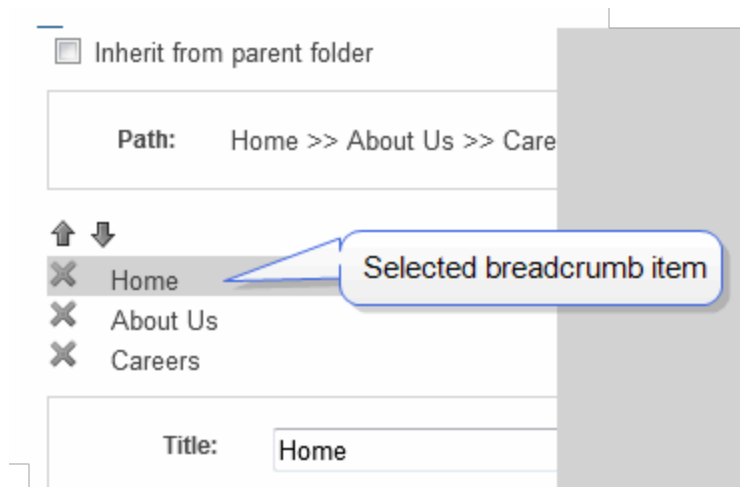 Inherit from parent folder
Path: Home >> About Us >> Care
Home
Selected breadcrumb item
About Us
Careers
Title: Home